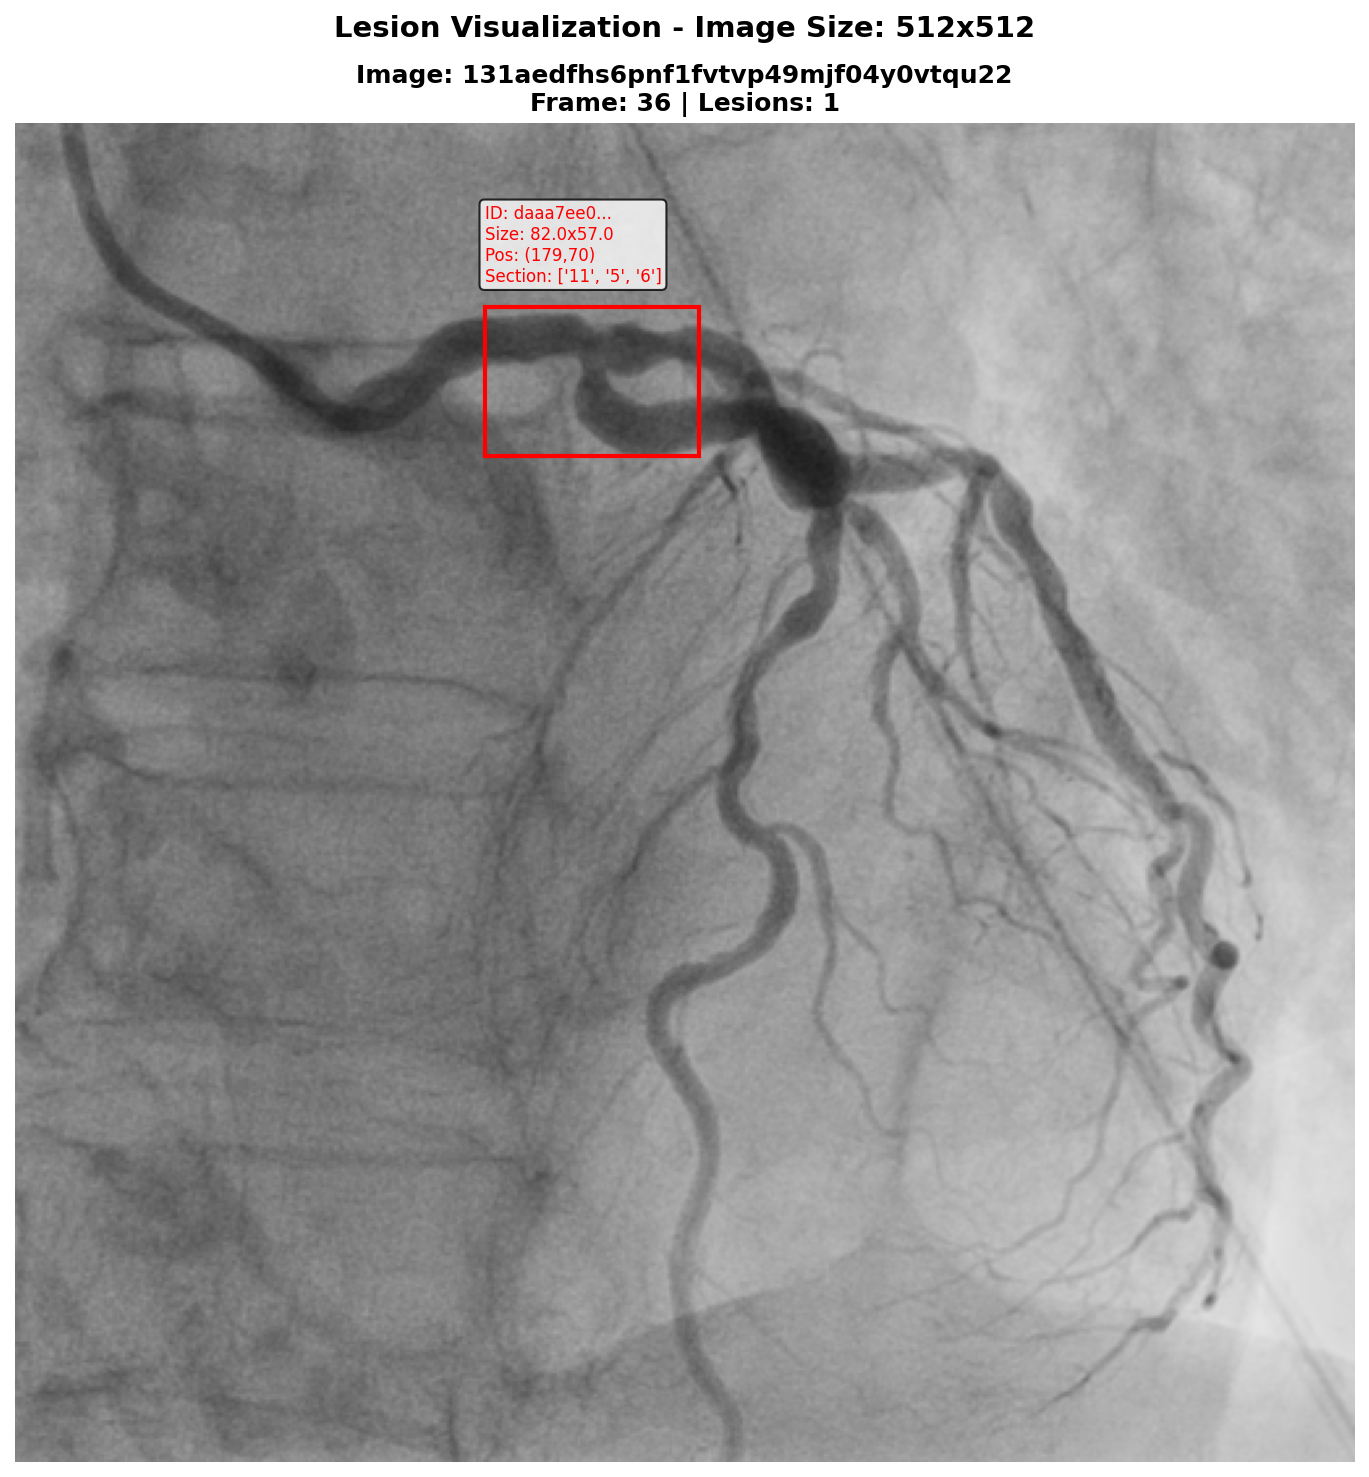 Lesion Visualization - Image Size: 512x512
Image: 131aedfhs6pnf1fvtvp49mjf04y0vtqu22
Frame: 36 | Lesions: 1
ID: daaa7ee0...
Size: 82.0x57.0
Pos: (179,70)
Section: ['11', '5', '6']